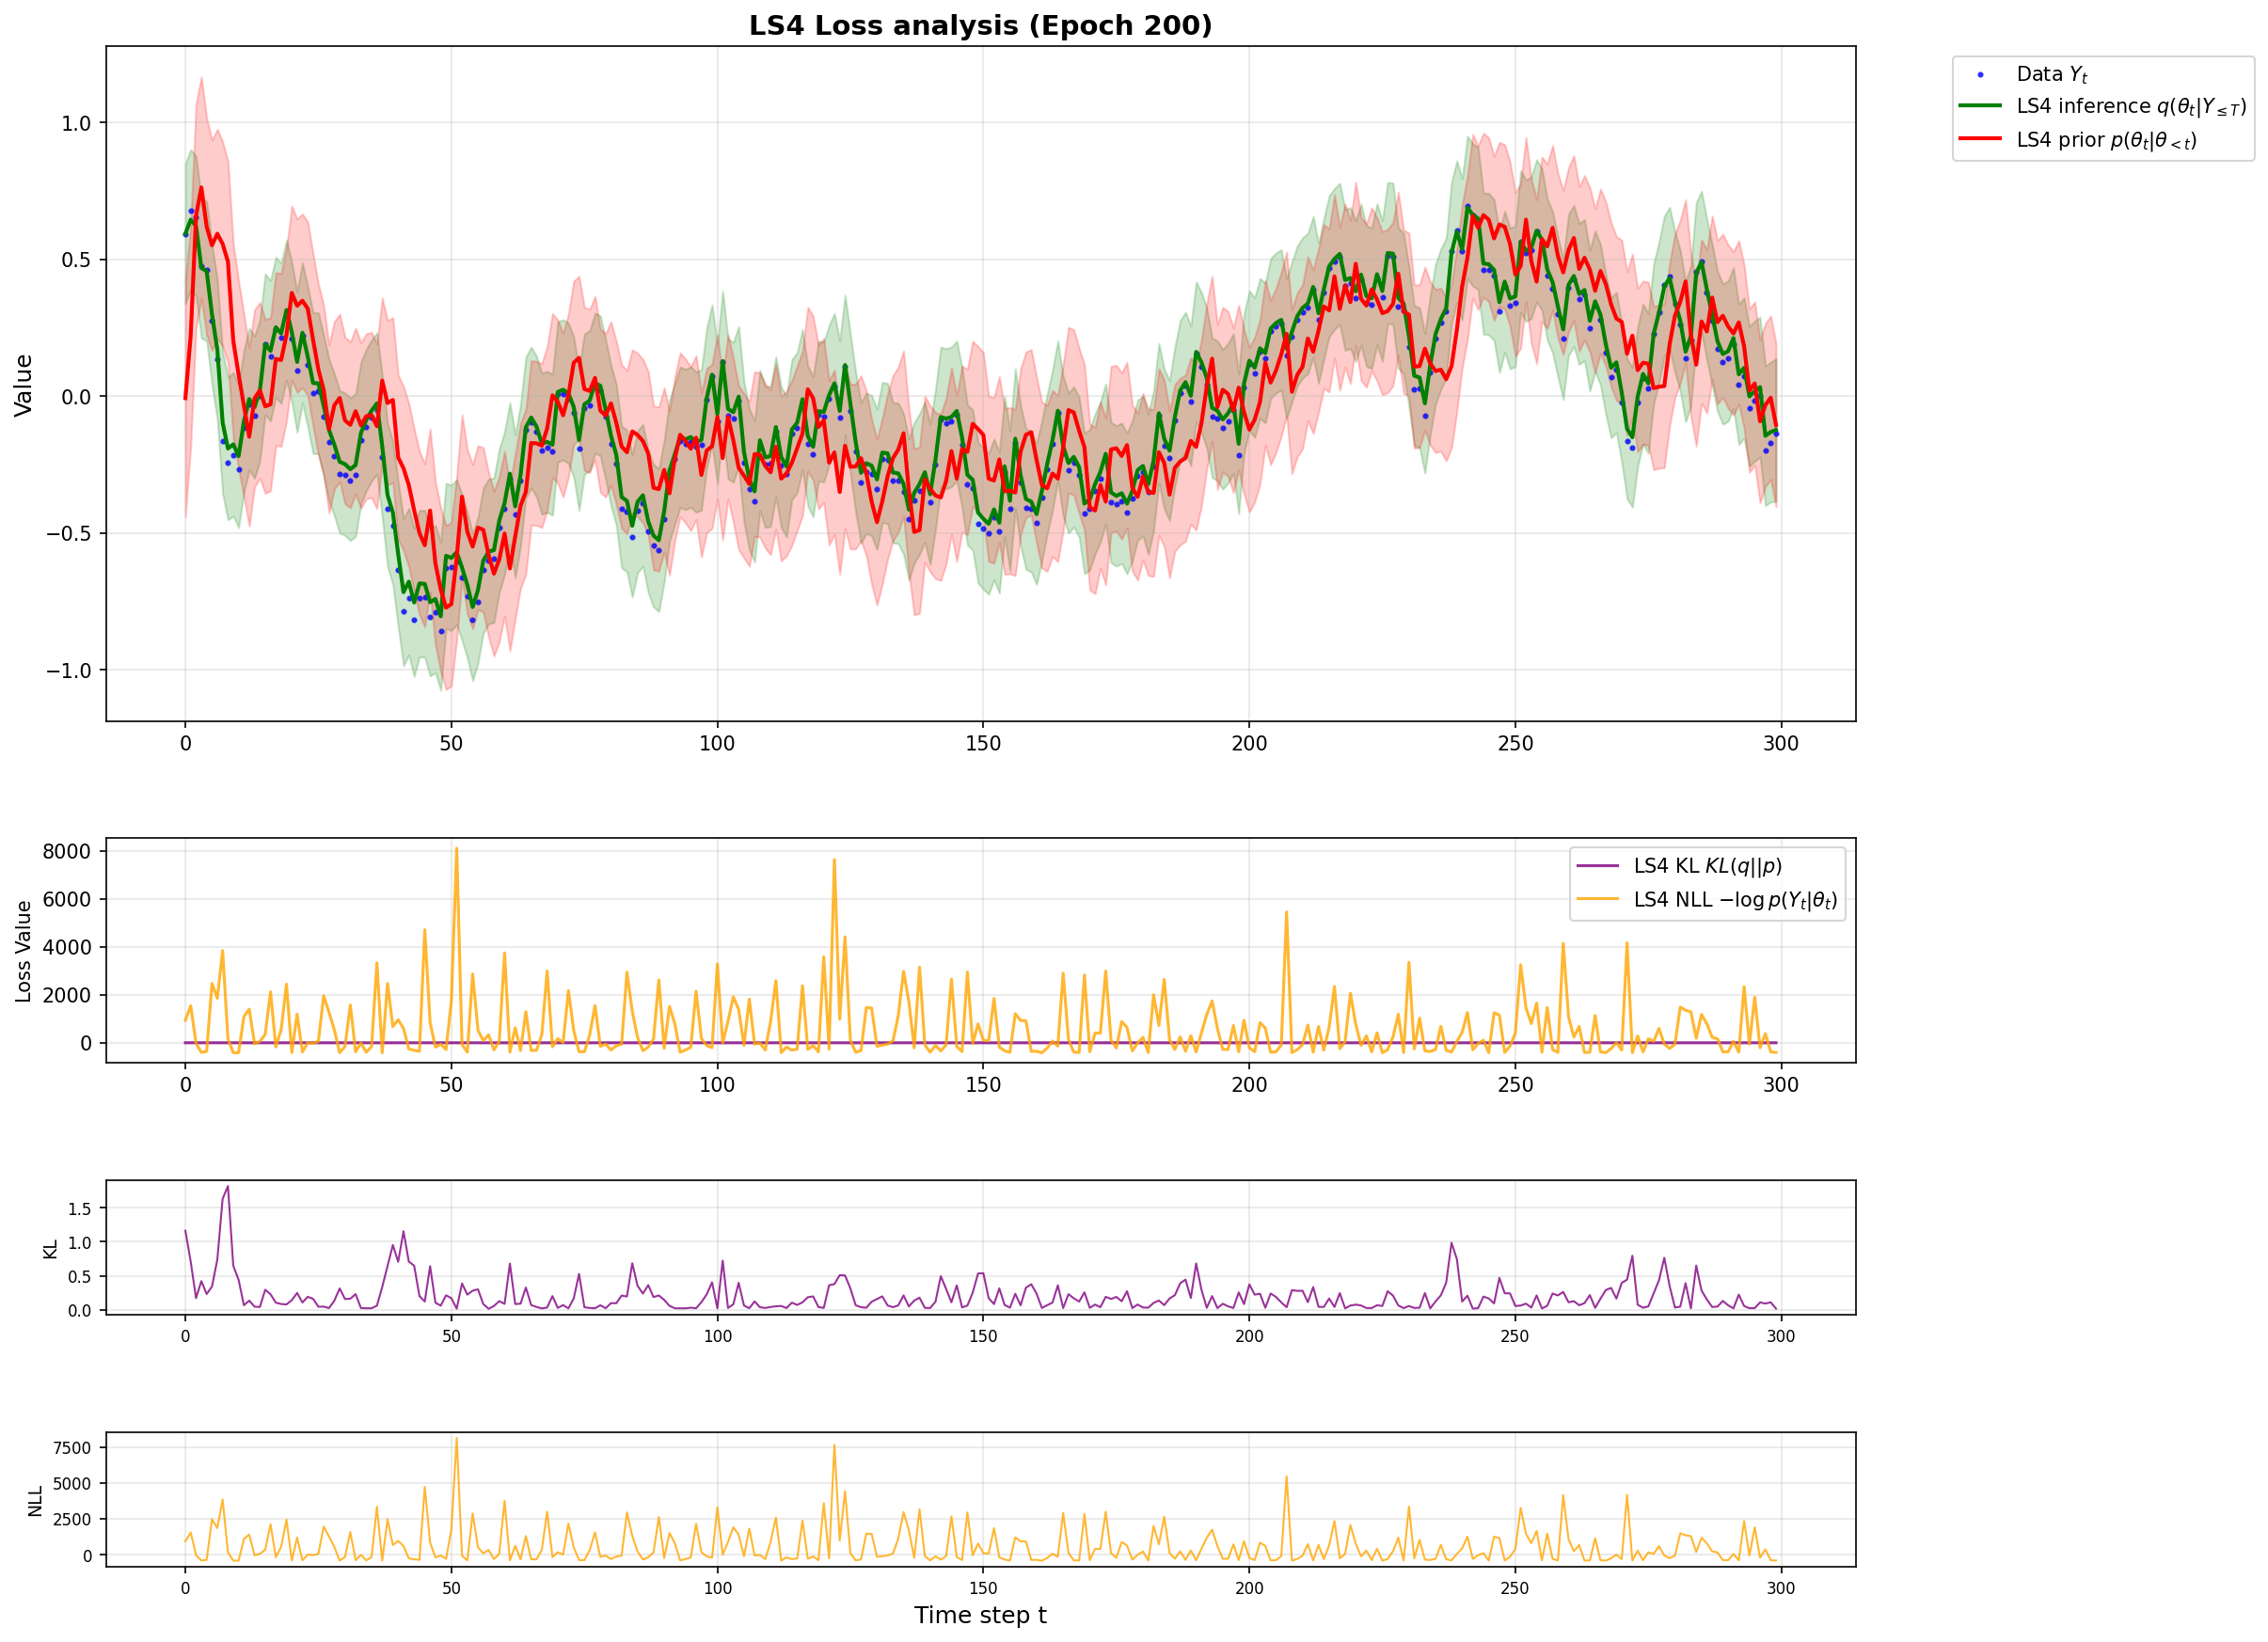 LS4 Loss analysis (Epoch 200)
Data Y_t
LS4 inference q(θ_t|Y_{≤T})
LS4 prior p(θ_t|θ_{<t})
Value
1.0
0.5
0.0
−0.5
−1.0
0 50 100 150 200 250 300
LS4 KL KL(q||p)
LS4 NLL −log p(Y_t|θ_t)
Loss Value
8000
6000
4000
2000
0
0 50 100 150 200 250 300
KL
1.5
1.0
0.5
0.0
0 50 100 150 200 250 300
NLL
7500
5000
2500
0
0 50 100 150 200 250 300
Time step t